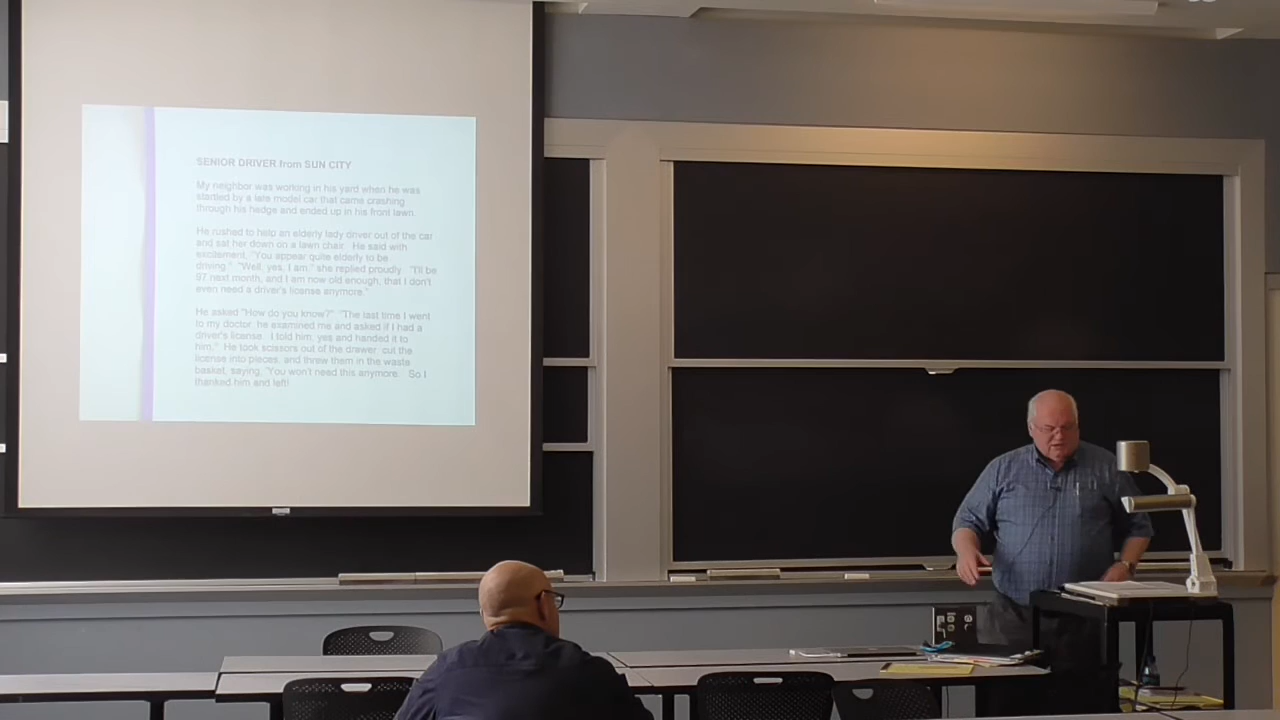 SENIOR DRIVER from SUN CITY
My neighbor was working in his yard when he was
startled by a late model car that came crashing
through his hedge and ended up in his front lawn.
He rushed to help an elderly lady driver out of the car
and sat her down on a lawn chair. He said with
excitement, "You appear quite elderly to be
driving." "Well, yes, I am," she replied proudly. "I'll be
97 next month, and I am now old enough, that I don't
even need a driver's license anymore."
He asked "How do you know?" "The last time I went
to my doctor, he examined me and asked if I had a
driver's license. I told him, yes and handed it to
him." He took scissors out of the drawer, cut the
license into pieces, and threw them in the waste
basket, saying, "You won't need this anymore. So I
thanked him and left!